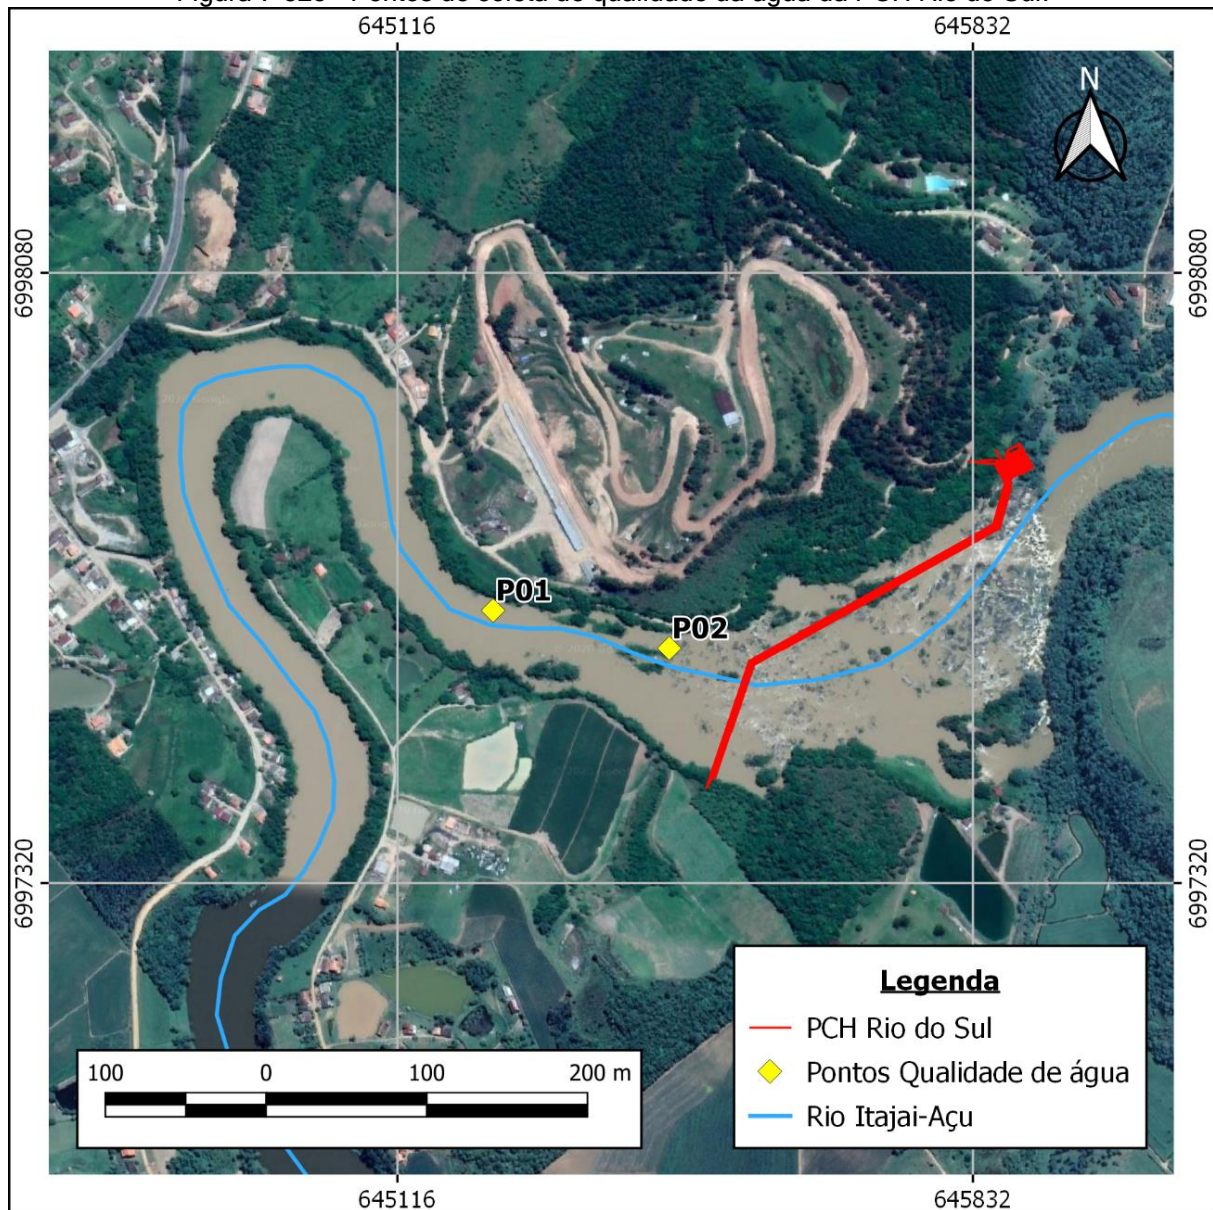 645116 645832
N
6998080 6998080
P01
P02
6997320 6997320
Legenda
PCH Rio do Sul
Pontos Qualidade de água
Rio Itajai-Açu
100 0 100 200 m
645116 645832